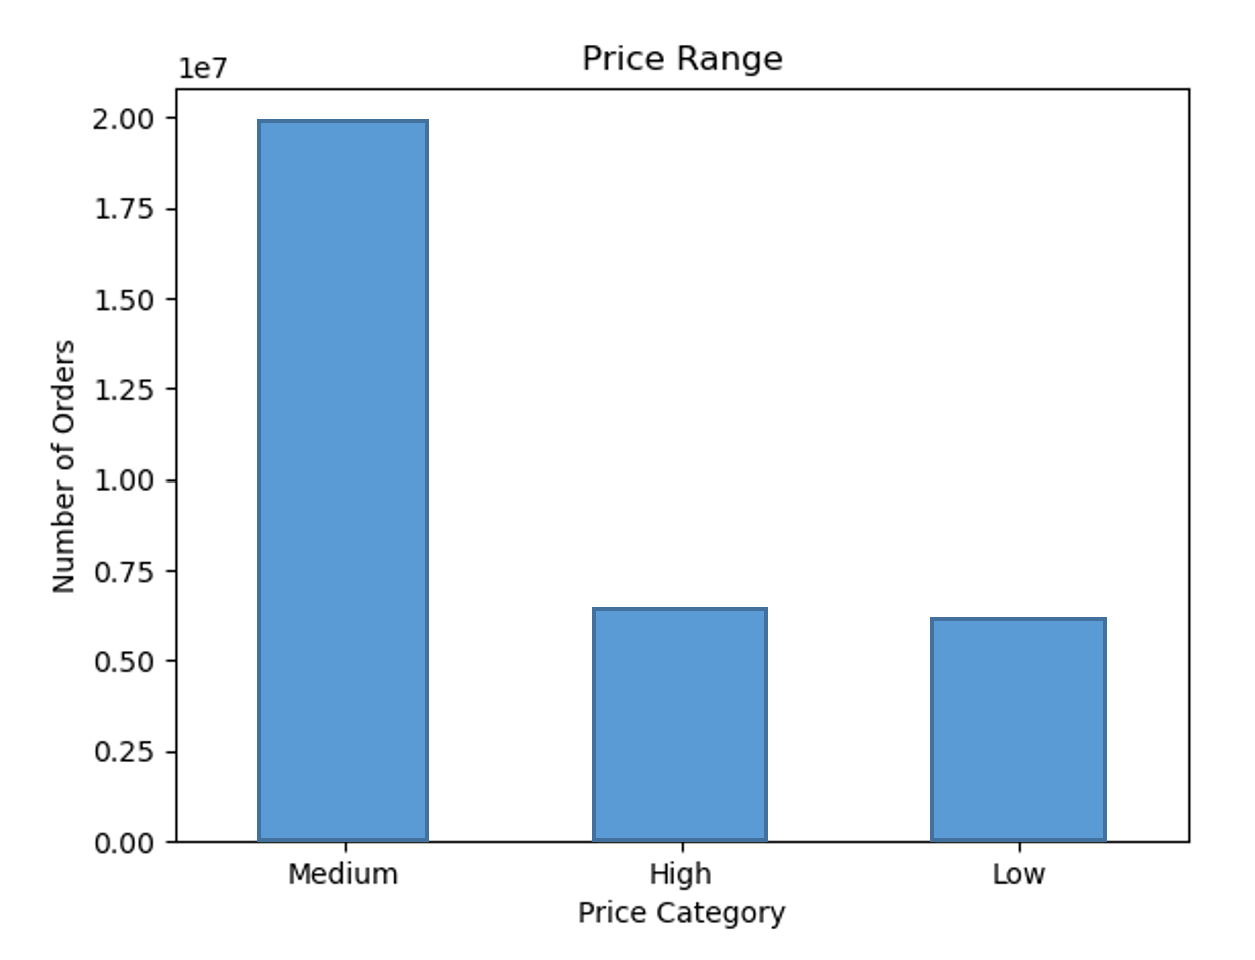 Price Range
1e7
2.00
1.75
1.50
1.25
1.00
0.75
0.50
0.25
0.00
Number of Orders
Medium
High
Low
Price Category